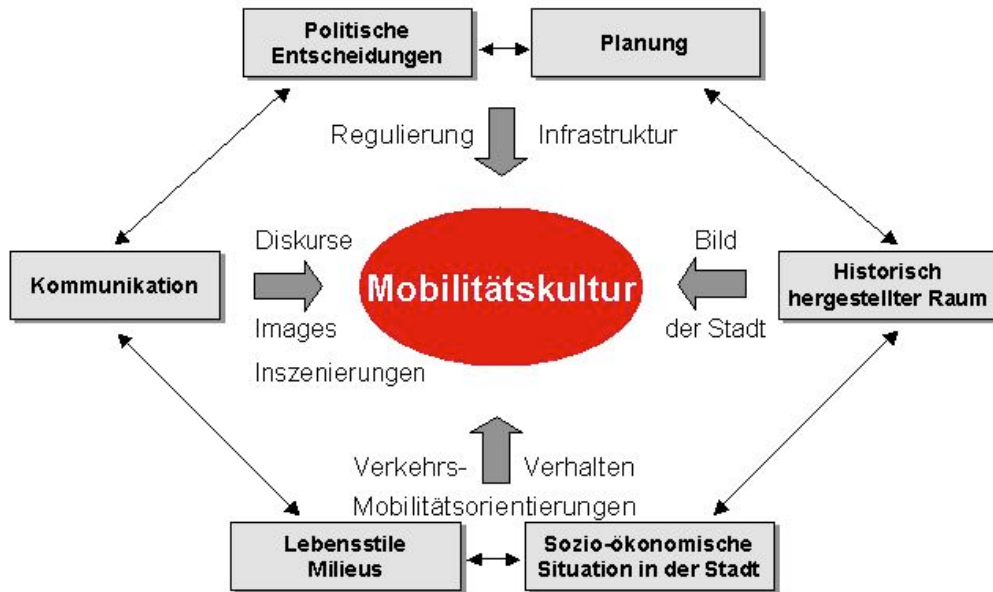 Politische
Entscheidungen
Planung
Regulierung
Infrastruktur
Diskurse
Bild
Kommunikation
Mobilitätskultur
Historisch
hergestellter Raum
Images
der Stadt
Inszenierungen
Verkehrs-
Verhalten
Mobilitätsorientierungen
Lebensstile
Milieus
Sozio-ökonomische
Situation in der Stadt